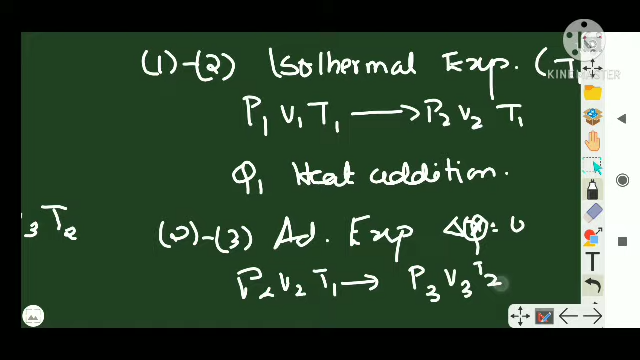 (1)-(2) Isothermal Exp. (T
KINEMASTER
P₁ V₁ T₁ → P₂ V₂ T₁
Q₁ Heat addition.
₃ T₂
(2)-(3) Ad. Exp ΔQ = 0
P₂ V₂ T₁ → P₃ V₃ T₂
T